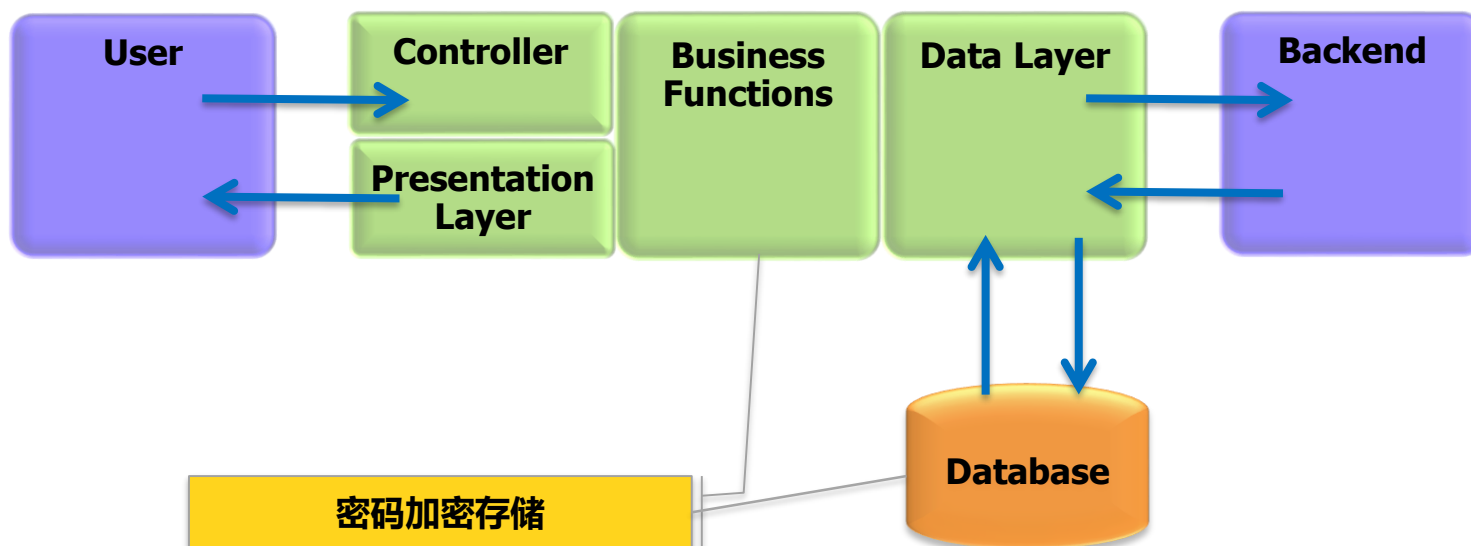 User
Controller
Business
Functions
Data Layer
Backend
Presentation
Layer
Database
密码加密存储